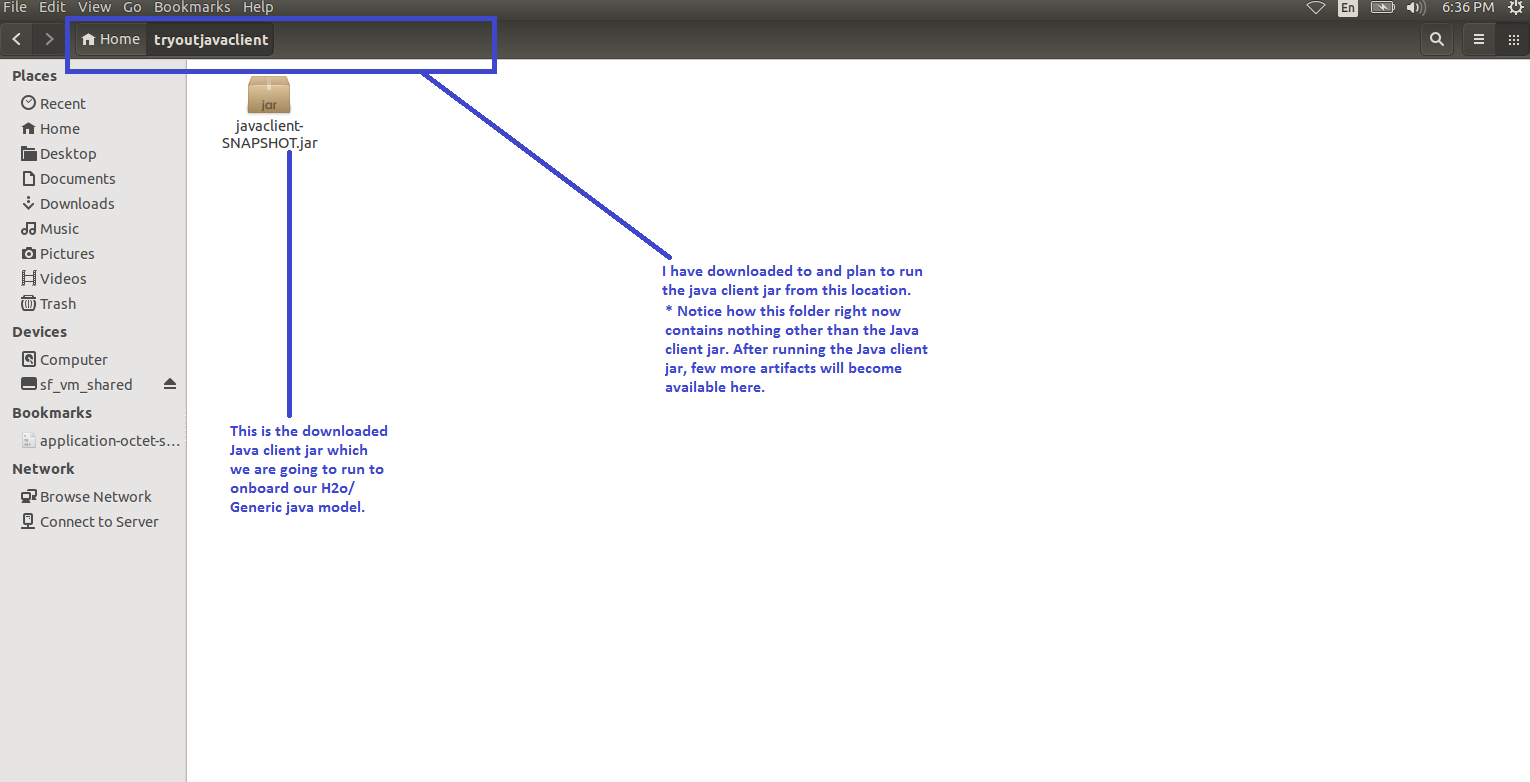 File Edit View Go Bookmarks Help
En
6:36 PM
Home tryoutjavaclient
Places
Recent
Home
Desktop
Documents
Downloads
Music
Pictures
Videos
Trash
Devices
Computer
sf_vm_shared
Bookmarks
application-octet-s...
Network
Browse Network
Connect to Server
jar
javaclient-
SNAPSHOT.jar
I have downloaded to and plan to run
the java client jar from this location.
* Notice how this folder right now
contains nothing other than the Java
client jar. After running the Java client
jar, few more artifacts will become
available here.
This is the downloaded
Java client jar which
we are going to run to
onboard our H2o/
Generic java model.